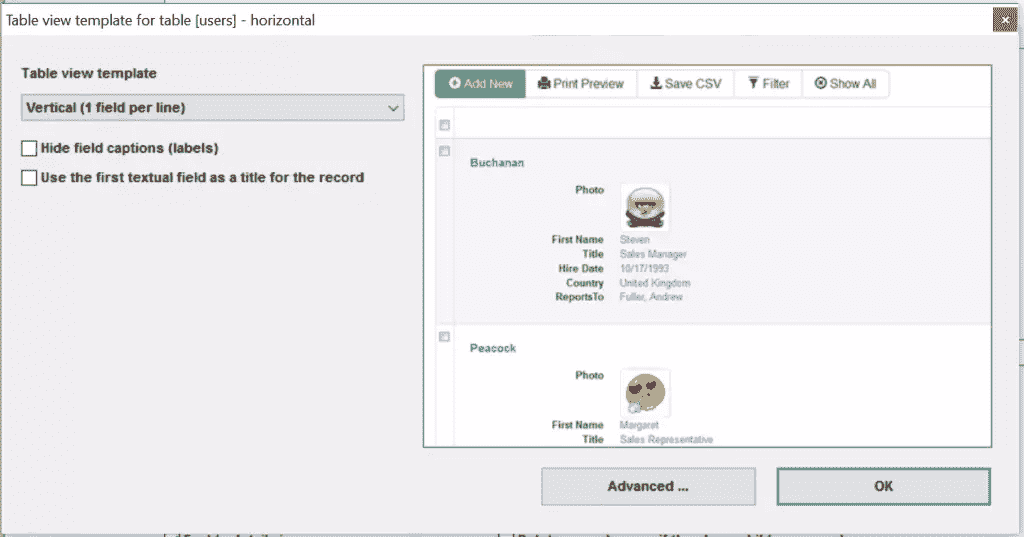 Table view template for table [users] - horizontal
Table view template
Vertical (1 field per line)
Hide field captions (labels)
Use the first textual field as a title for the record
Add New Print Preview Save CSV Filter Show All
Buchanan
Photo
First Name Steven
Title Sales Manager
Hire Date 10/17/1993
Country United Kingdom
ReportsTo Fuller, Andrew
Peacock
Photo
First Name Margaret
Title Sales Representative
Advanced ...
OK